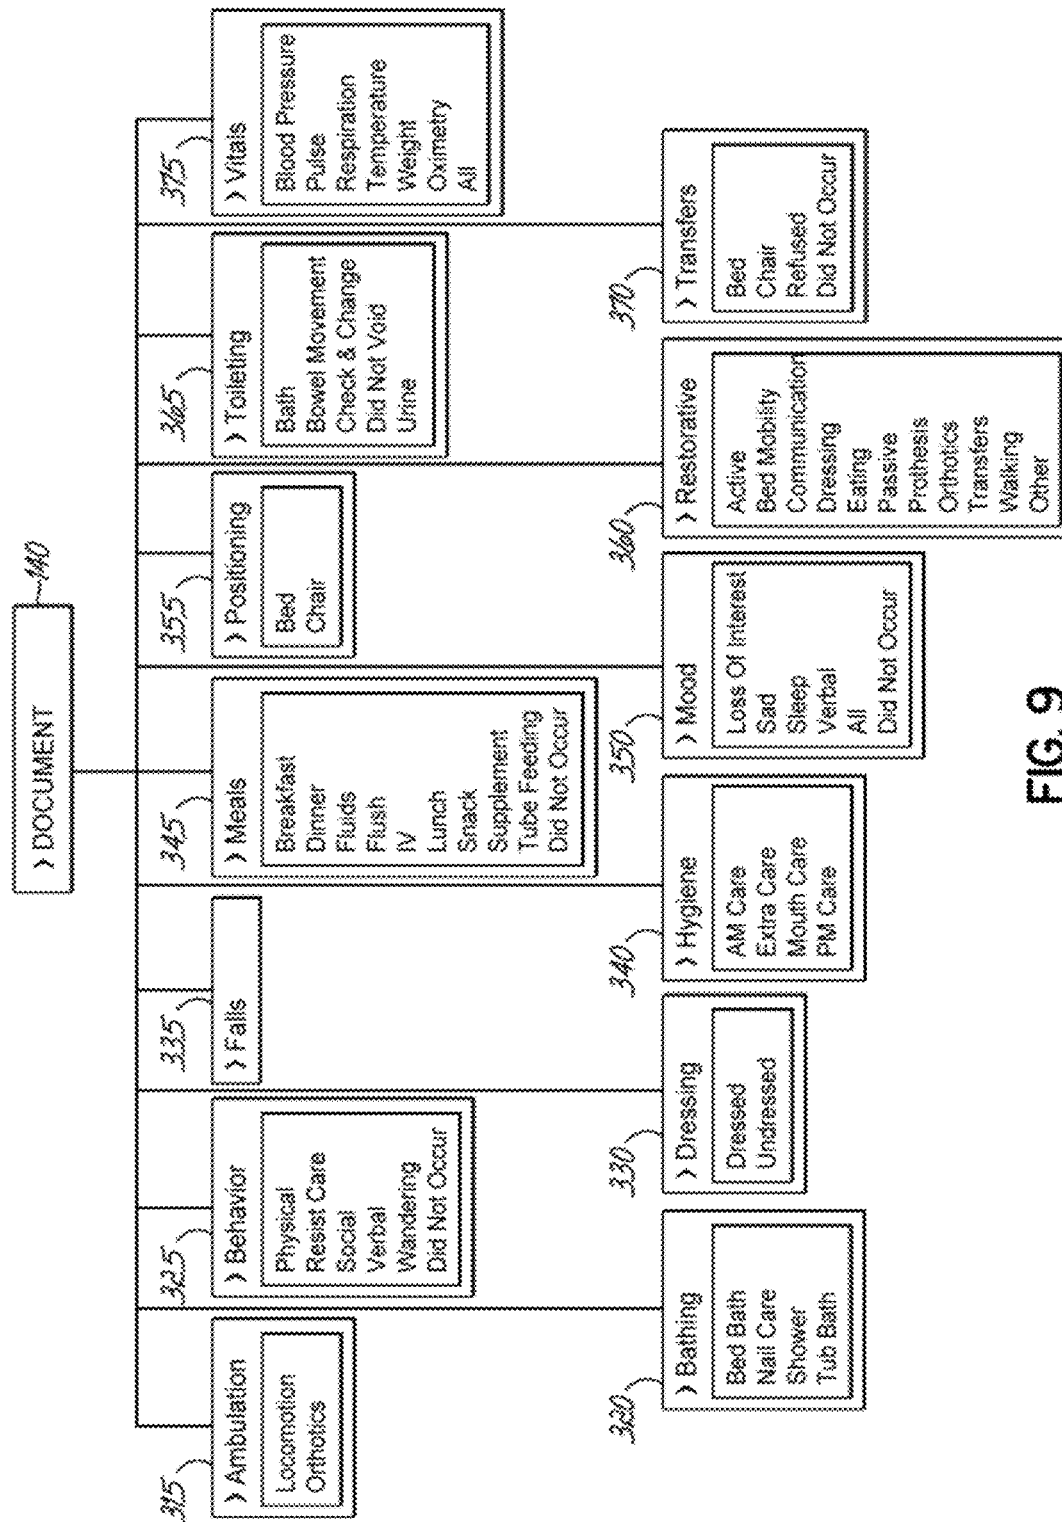 ❯ DOCUMENT
140
315
❯ Ambulation
Locomotion
Orthotics
325
❯ Behavior
Physical
Resist Care
Social
Verbal
Wandering
Did Not Occur
335
❯ Falls
345
❯ Meals
Breakfast
Dinner
Fluids
Flush
IV
Lunch
Snack
Supplement
Tube Feeding
Did Not Occur
355
❯ Positioning
Bed
Chair
365
❯ Toileting
Bath
Bowel Movement
Check & Change
Did Not Void
Urine
375
❯ Vitals
Blood Pressure
Pulse
Respiration
Temperature
Weight
Oximetry
All
320
❯ Bathing
Bed Bath
Nail Care
Shower
Tub Bath
330
❯ Dressing
Dressed
Undressed
340
❯ Hygiene
AM Care
Extra Care
Mouth Care
PM Care
350
❯ Mood
Loss Of Interest
Sad
Sleep
Verbal
All
Did Not Occur
360
❯ Restorative
Active
Bed Mobility
Communication
Dressing
Eating
Passive
Prothesis
Orthotics
Transfers
Walking
Other
370
❯ Transfers
Bed
Chair
Refused
Did Not Occur
FIG. 9